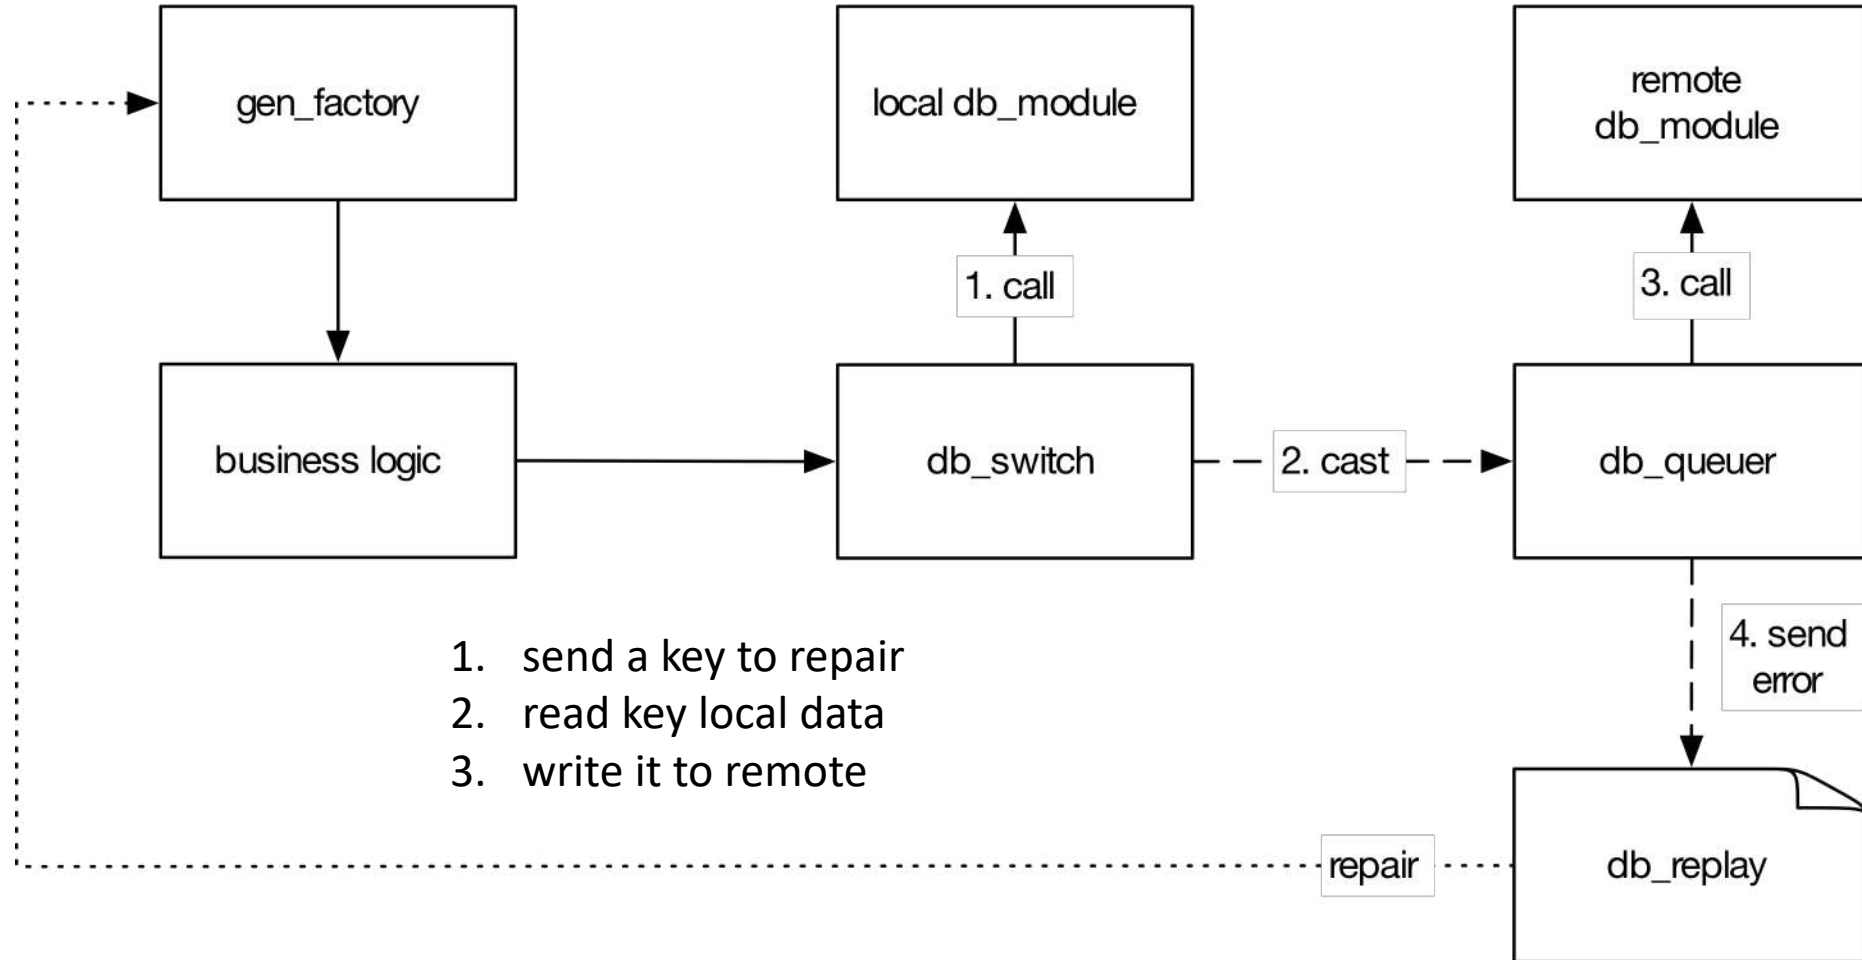 gen_factory
local db_module
remote
db_module
1. call
3. call
business logic
db_switch
2. cast
db_queuer
4. send
error
1. send a key to repair
2. read key local data
3. write it to remote
repair
db_replay